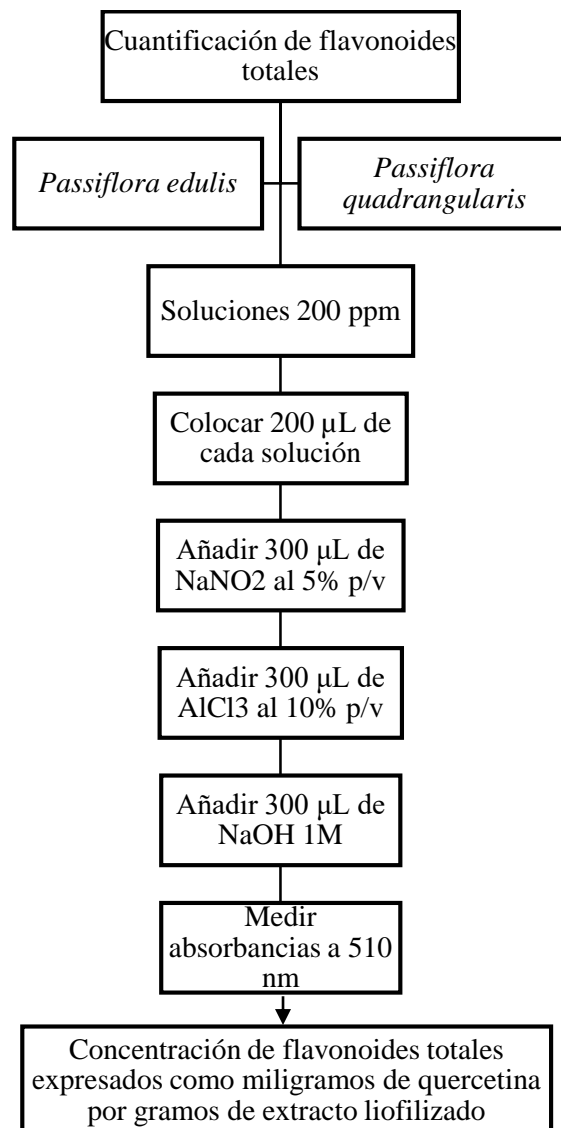 Cuantificación de flavonoides
totales
Passiflora edulis
Passiflora
quadrangularis
Soluciones 200 ppm
Colocar 200 µL de
cada solución
Añadir 300 µL de
NaNO2 al 5% p/v
Añadir 300 µL de
AlCl3 al 10% p/v
Añadir 300 µL de
NaOH 1M
Medir
absorbancias a 510
nm
Concentración de flavonoides totales
expresados como miligramos de quercetina
por gramos de extracto liofilizado